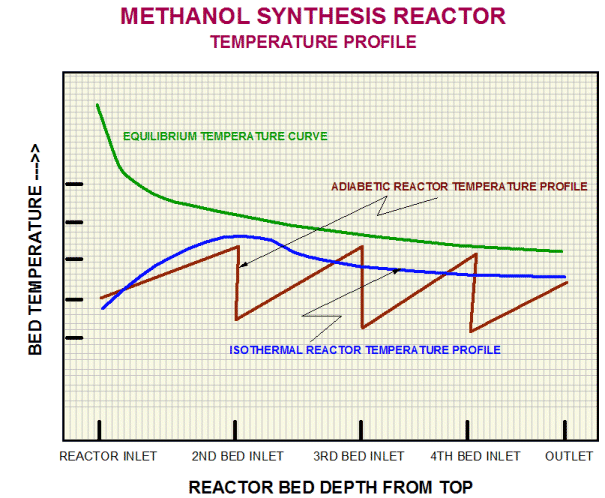 METHANOL SYNTHESIS REACTOR
TEMPERATURE PROFILE
EQUILIBRIUM TEMPERATURE CURVE
ADIABETIC REACTOR TEMPERATURE PROFILE
BED TEMPERATURE --->>
ISOTHERMAL REACTOR TEMPERATURE PROFILE
REACTOR INLET 2ND BED INLET 3RD BED INLET 4TH BED INLET OUTLET
REACTOR BED DEPTH FROM TOP